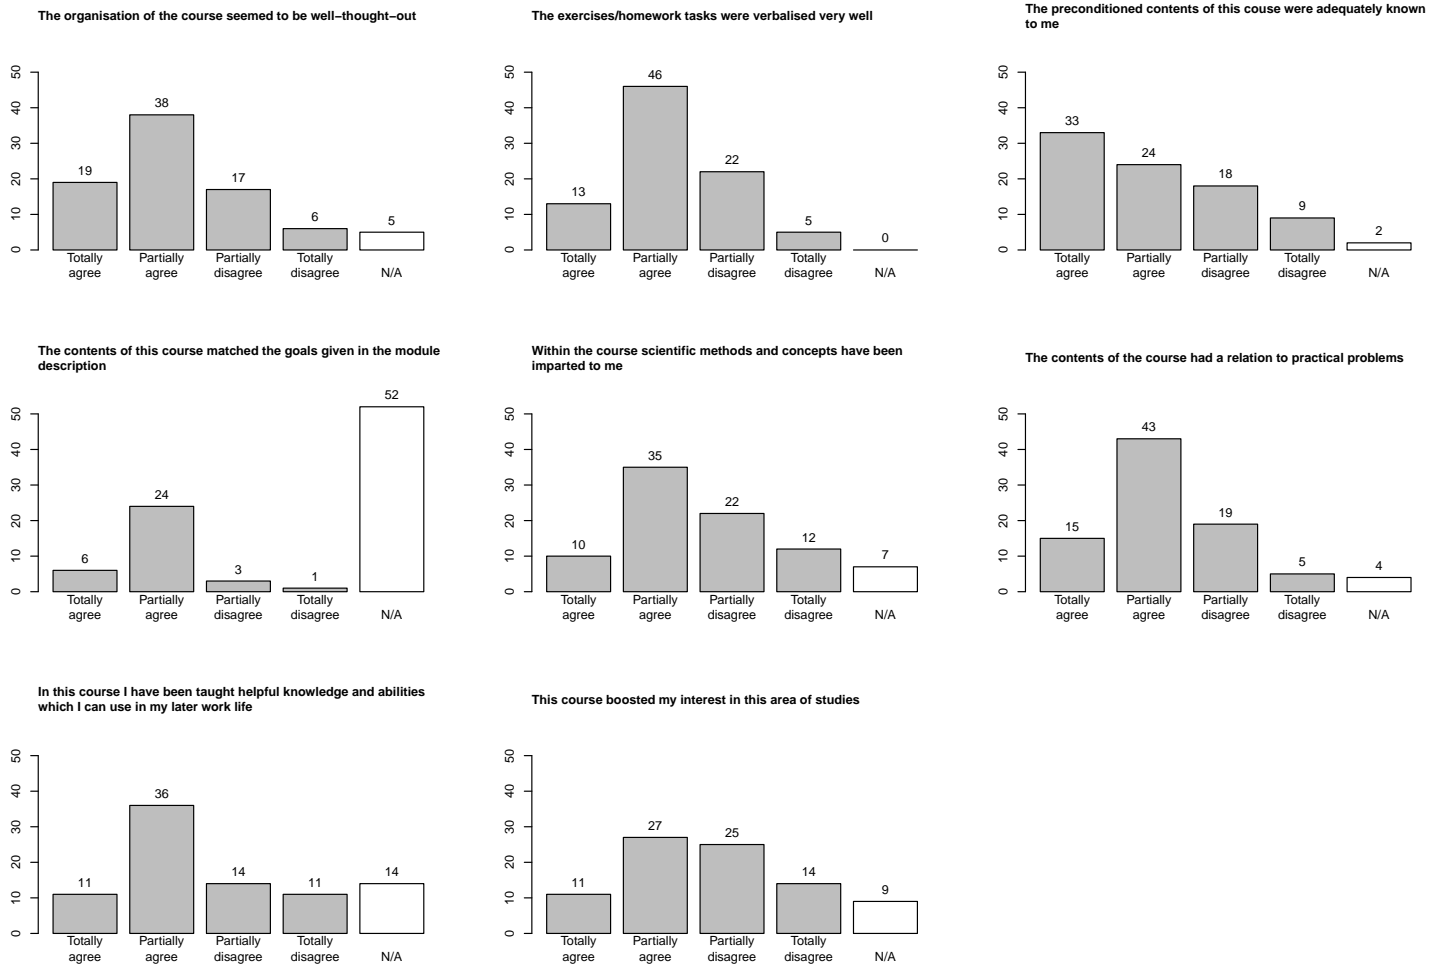 The organisation of the course seemed to be well−thought−out
50
40
30
20
10
0
19
38
17
6
5
Totally agree
Partially agree
Partially disagree
Totally disagree
N/A
The exercises/homework tasks were verbalised very well
50
40
30
20
10
0
13
46
22
5
0
Totally agree
Partially agree
Partially disagree
Totally disagree
N/A
The preconditioned contents of this couse were adequately known
to me
50
40
30
20
10
0
33
24
18
9
2
Totally agree
Partially agree
Partially disagree
Totally disagree
N/A
The contents of this course matched the goals given in the module
description
50
40
30
20
10
0
6
24
3
1
52
Totally agree
Partially agree
Partially disagree
Totally disagree
N/A
Within the course scientific methods and concepts have been
imparted to me
50
40
30
20
10
0
10
35
22
12
7
Totally agree
Partially agree
Partially disagree
Totally disagree
N/A
The contents of the course had a relation to practical problems
50
40
30
20
10
0
15
43
19
5
4
Totally agree
Partially agree
Partially disagree
Totally disagree
N/A
In this course I have been taught helpful knowledge and abilities
which I can use in my later work life
50
40
30
20
10
0
11
36
14
11
14
Totally agree
Partially agree
Partially disagree
Totally disagree
N/A
This course boosted my interest in this area of studies
50
40
30
20
10
0
11
27
25
14
9
Totally agree
Partially agree
Partially disagree
Totally disagree
N/A